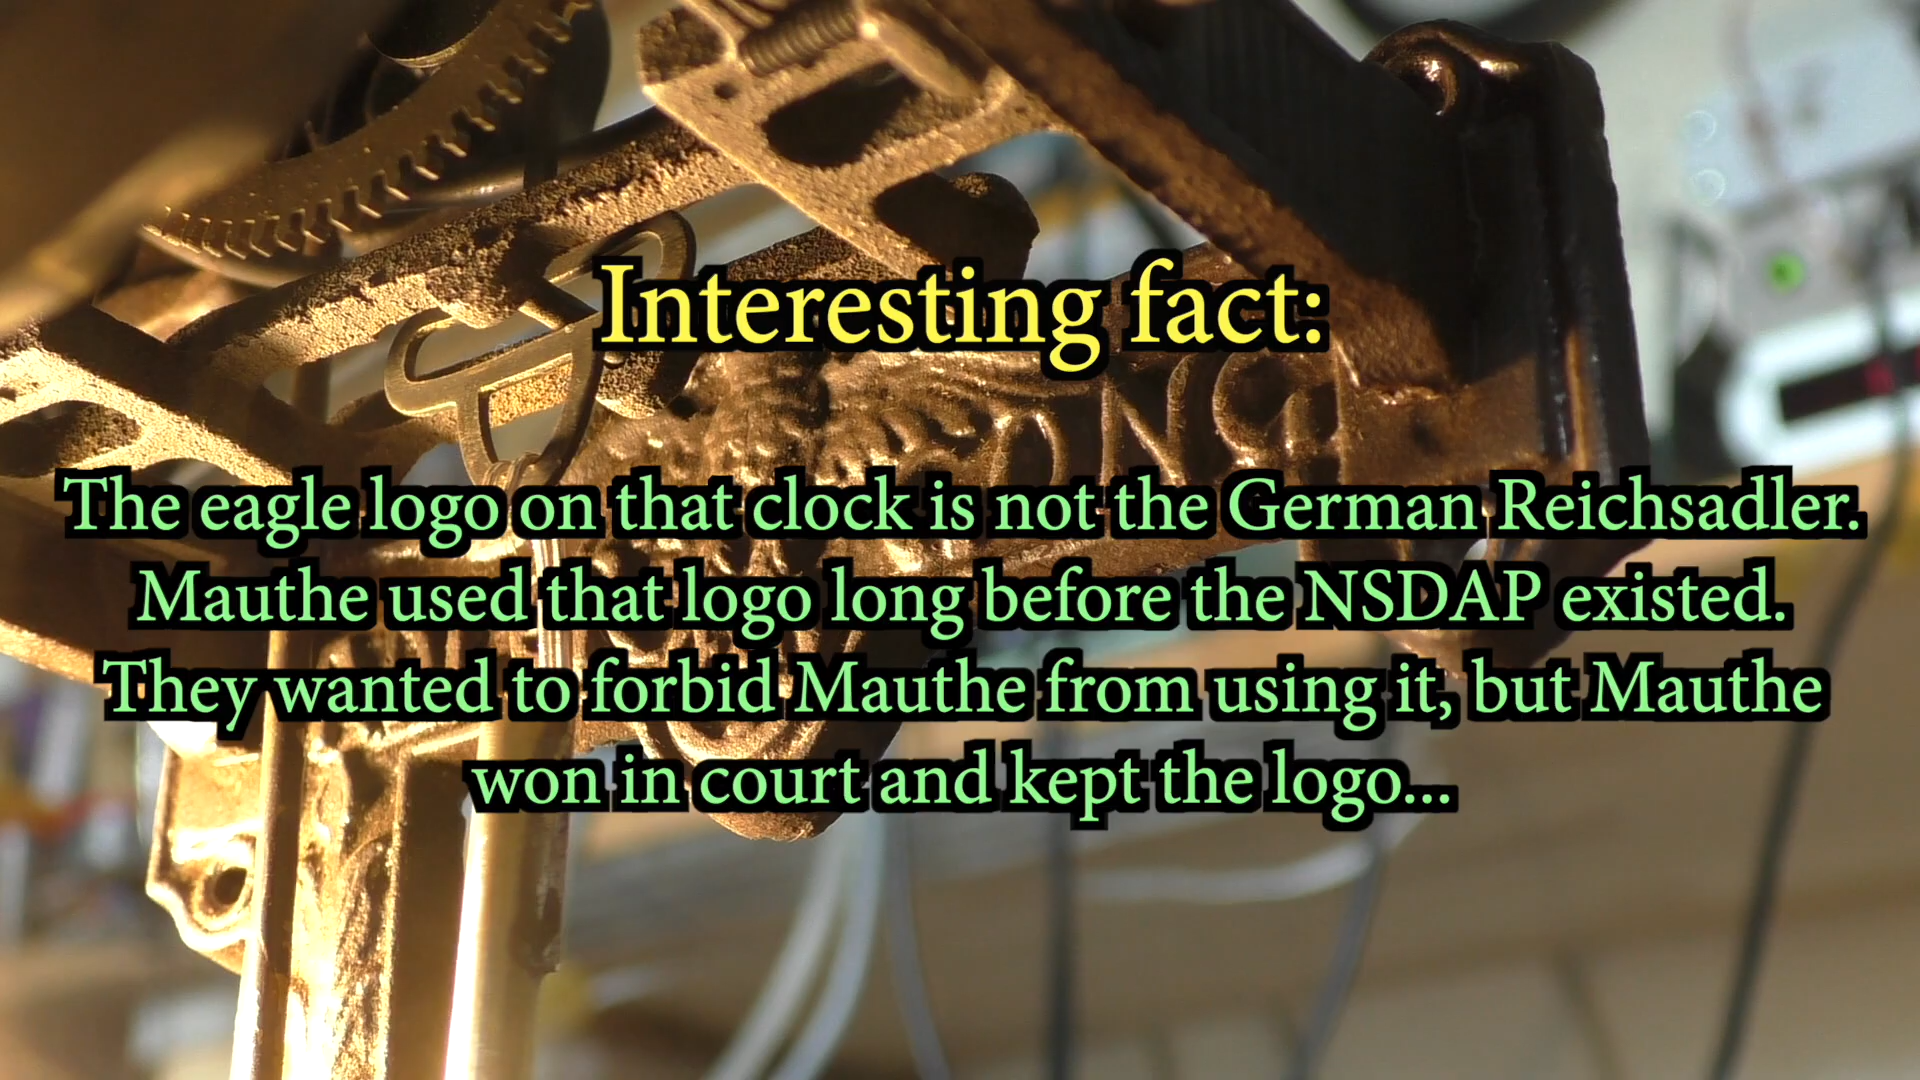 Interesting fact:
The eagle logo on that clock is not the German Reichsadler.
Mauthe used that logo long before the NSDAP existed.
They wanted to forbid Mauthe from using it, but Mauthe
won in court and kept the logo...